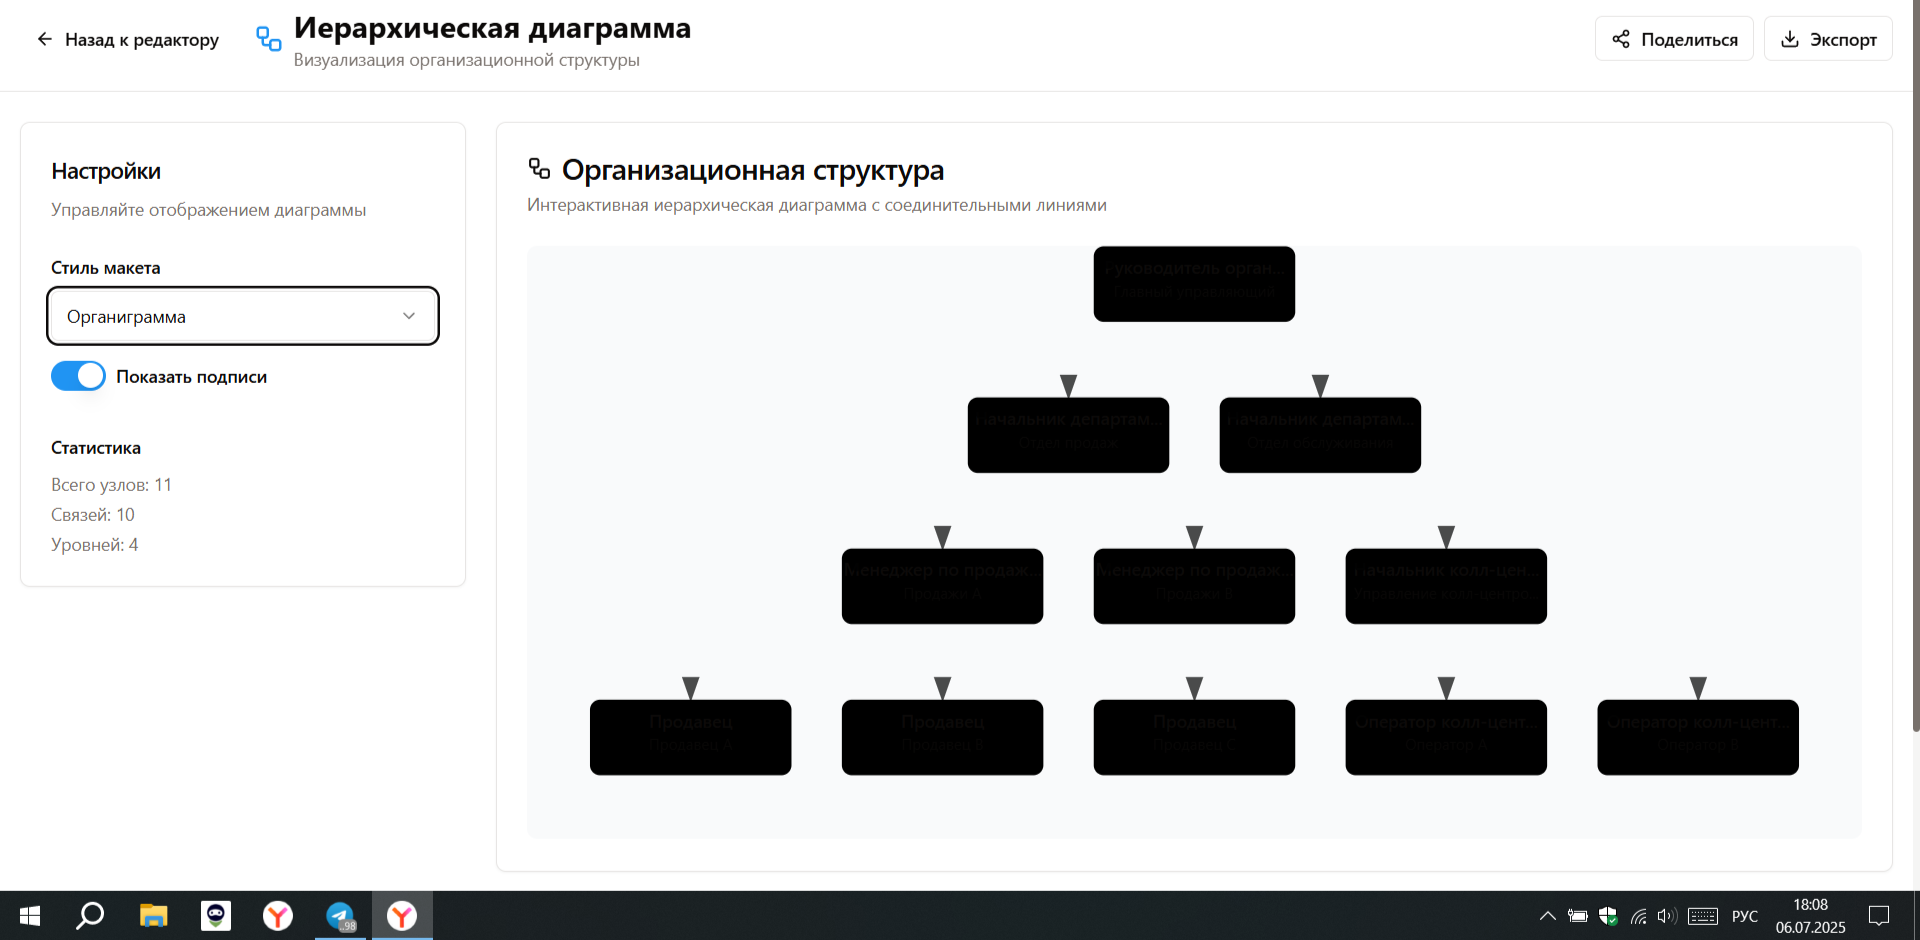 Назад к редактору
Иерархическая диаграмма
Визуализация организационной структуры
Поделиться
Экспорт
Настройки
Управляйте отображением диаграммы
Стиль макета
Органиграмма
Показать подписи
Статистика
Всего узлов: 11
Связей: 10
Уровней: 4
Организационная структура
Интерактивная иерархическая диаграмма с соединительными линиями
Руководитель орган...
Главный управляющий
Начальник департам...
Отдел продаж
Начальник департам...
Отдел обслуживания
Менеджер по продаж...
Продажи A
Менеджер по продаж...
Продажи B
Начальник колл-цен...
Управление колл-центро...
Продавец
Продавец A
Продавец
Продавец B
Продавец
Продавец C
Оператор колл-цент...
Оператор A
Оператор колл-цент...
Оператор B
..98
РУС
18:08
06.07.2025